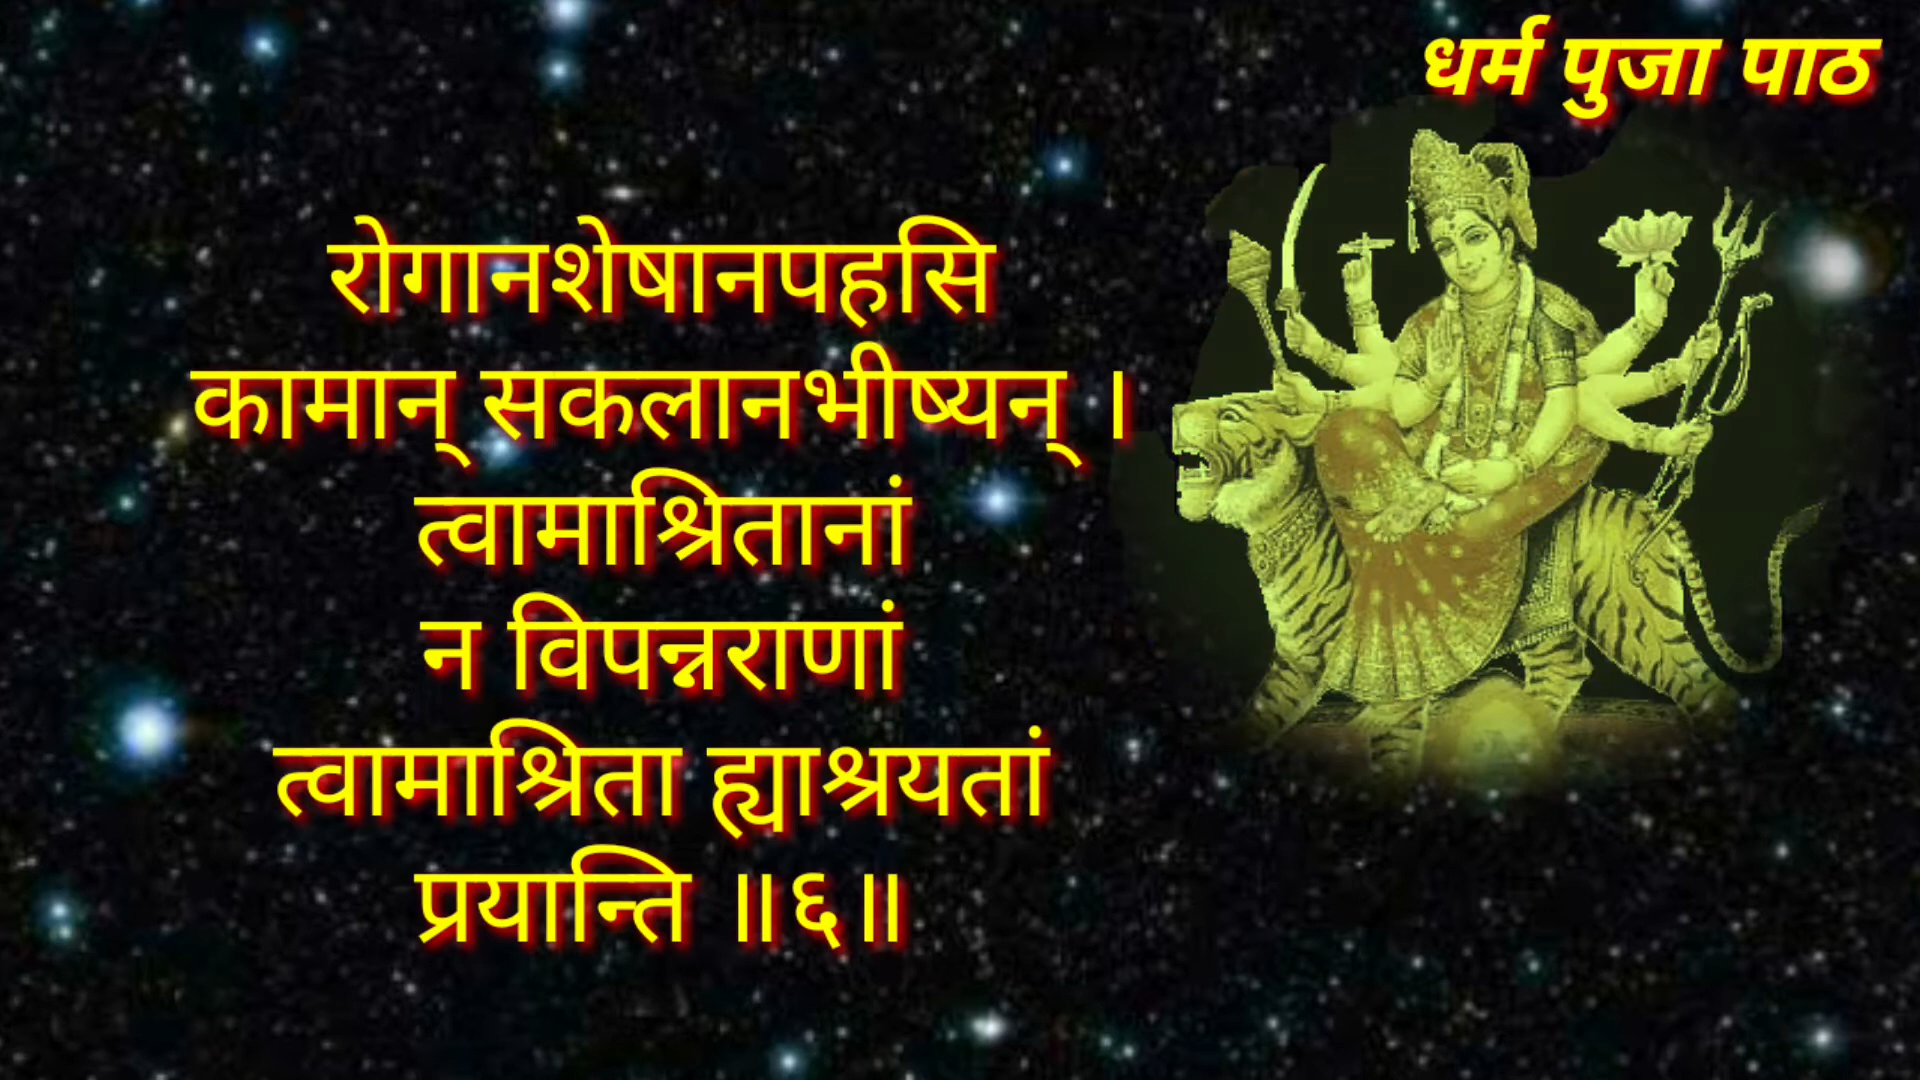 धर्म पुजा पाठ
रोगानशेषानपहसि
कामान् सकलानभीष्यन् ।
त्वामाश्रितानां
न विपन्नराणां
त्वामाश्रिता ह्याश्रयतां
प्रयान्ति ॥६॥